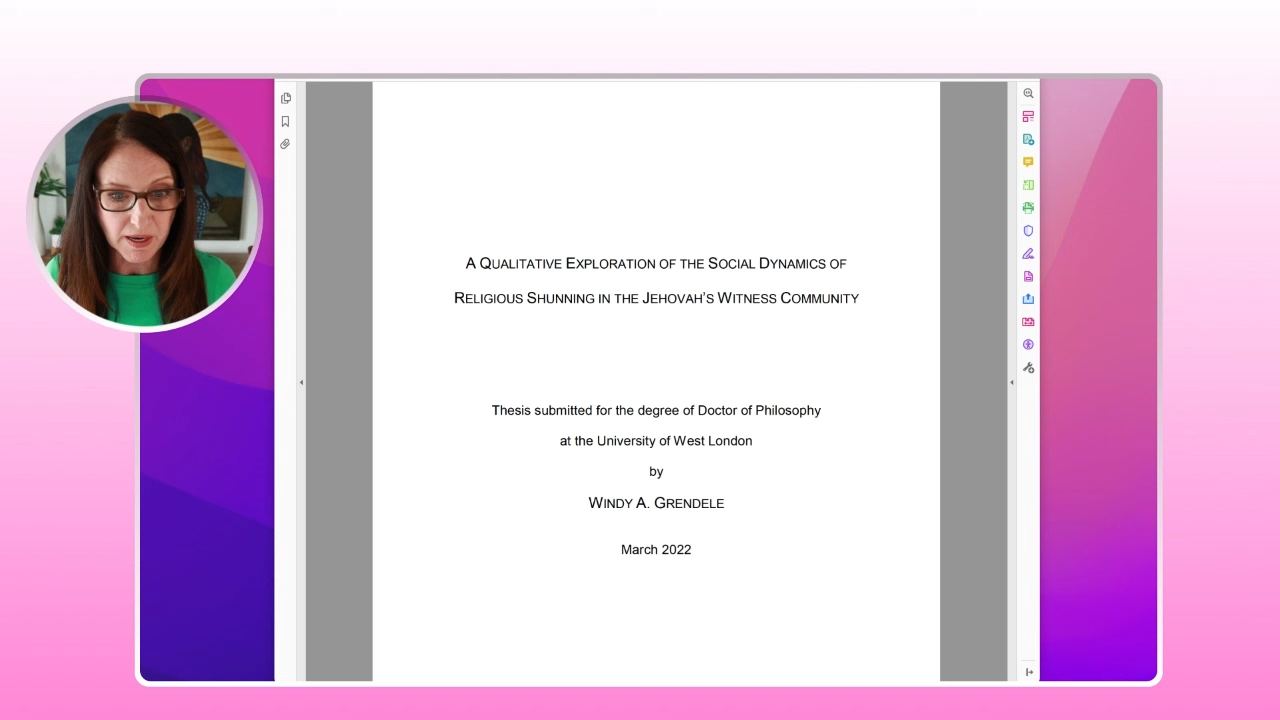 A QUALITATIVE EXPLORATION OF THE SOCIAL DYNAMICS OF
RELIGIOUS SHUNNING IN THE JEHOVAH'S WITNESS COMMUNITY
Thesis submitted for the degree of Doctor of Philosophy
at the University of West London
by
WINDY A. GRENDELE
March 2022